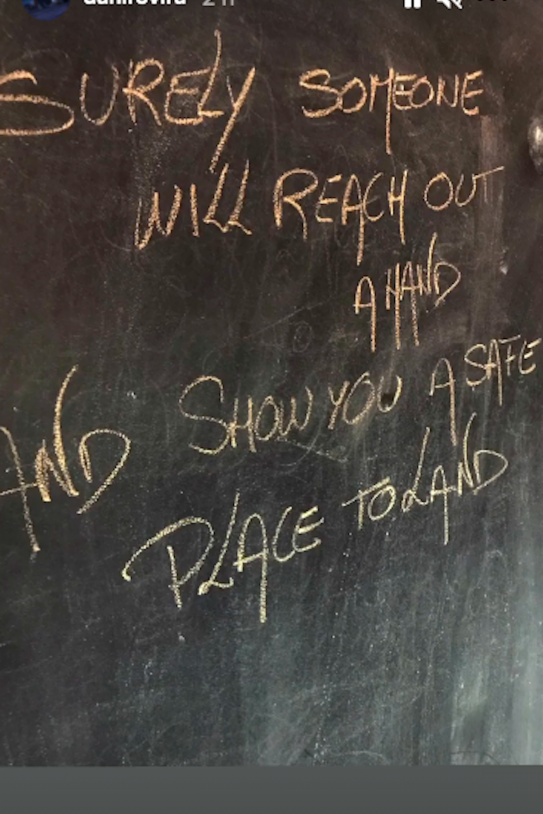 SURELY SOMEONE
WILL REACH OUT
A HAND
AND SHOW YOU A SAFE
PLACE TO LAND